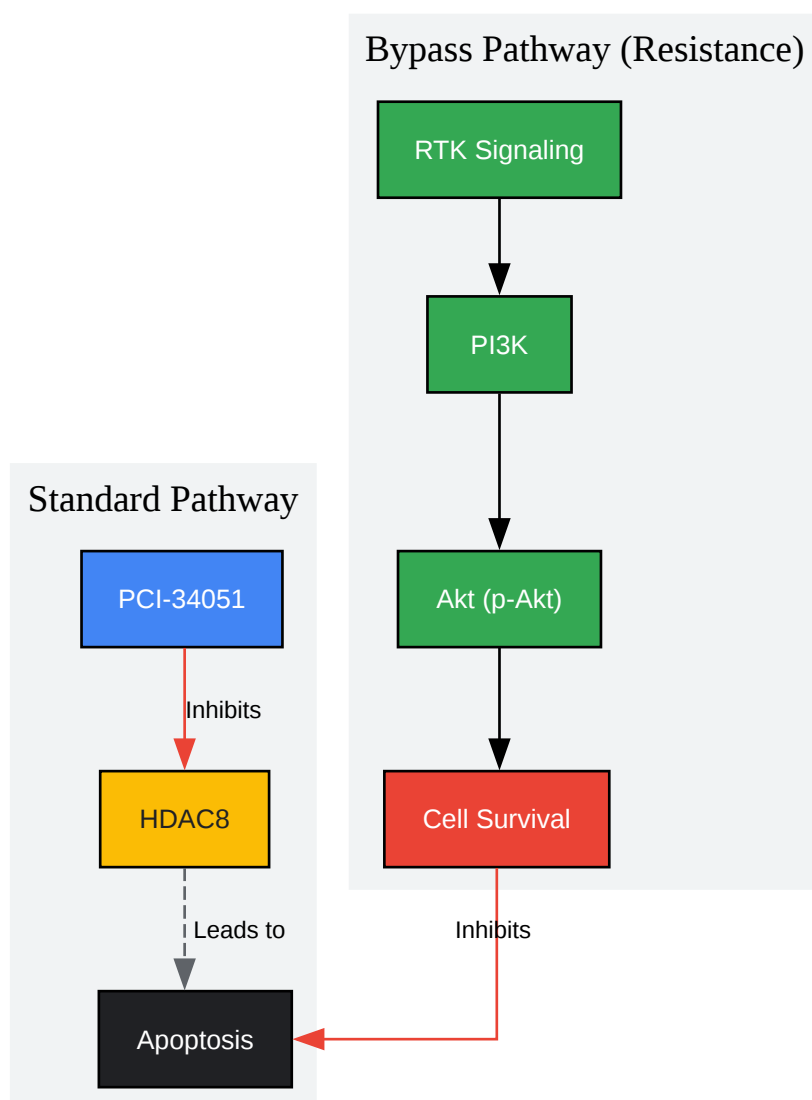 Bypass Pathway (Resistance)
RTK Signaling
PI3K
Akt (p-Akt)
Cell Survival
Inhibits
Standard Pathway
PCI-34051
Inhibits
HDAC8
Leads to
Apoptosis